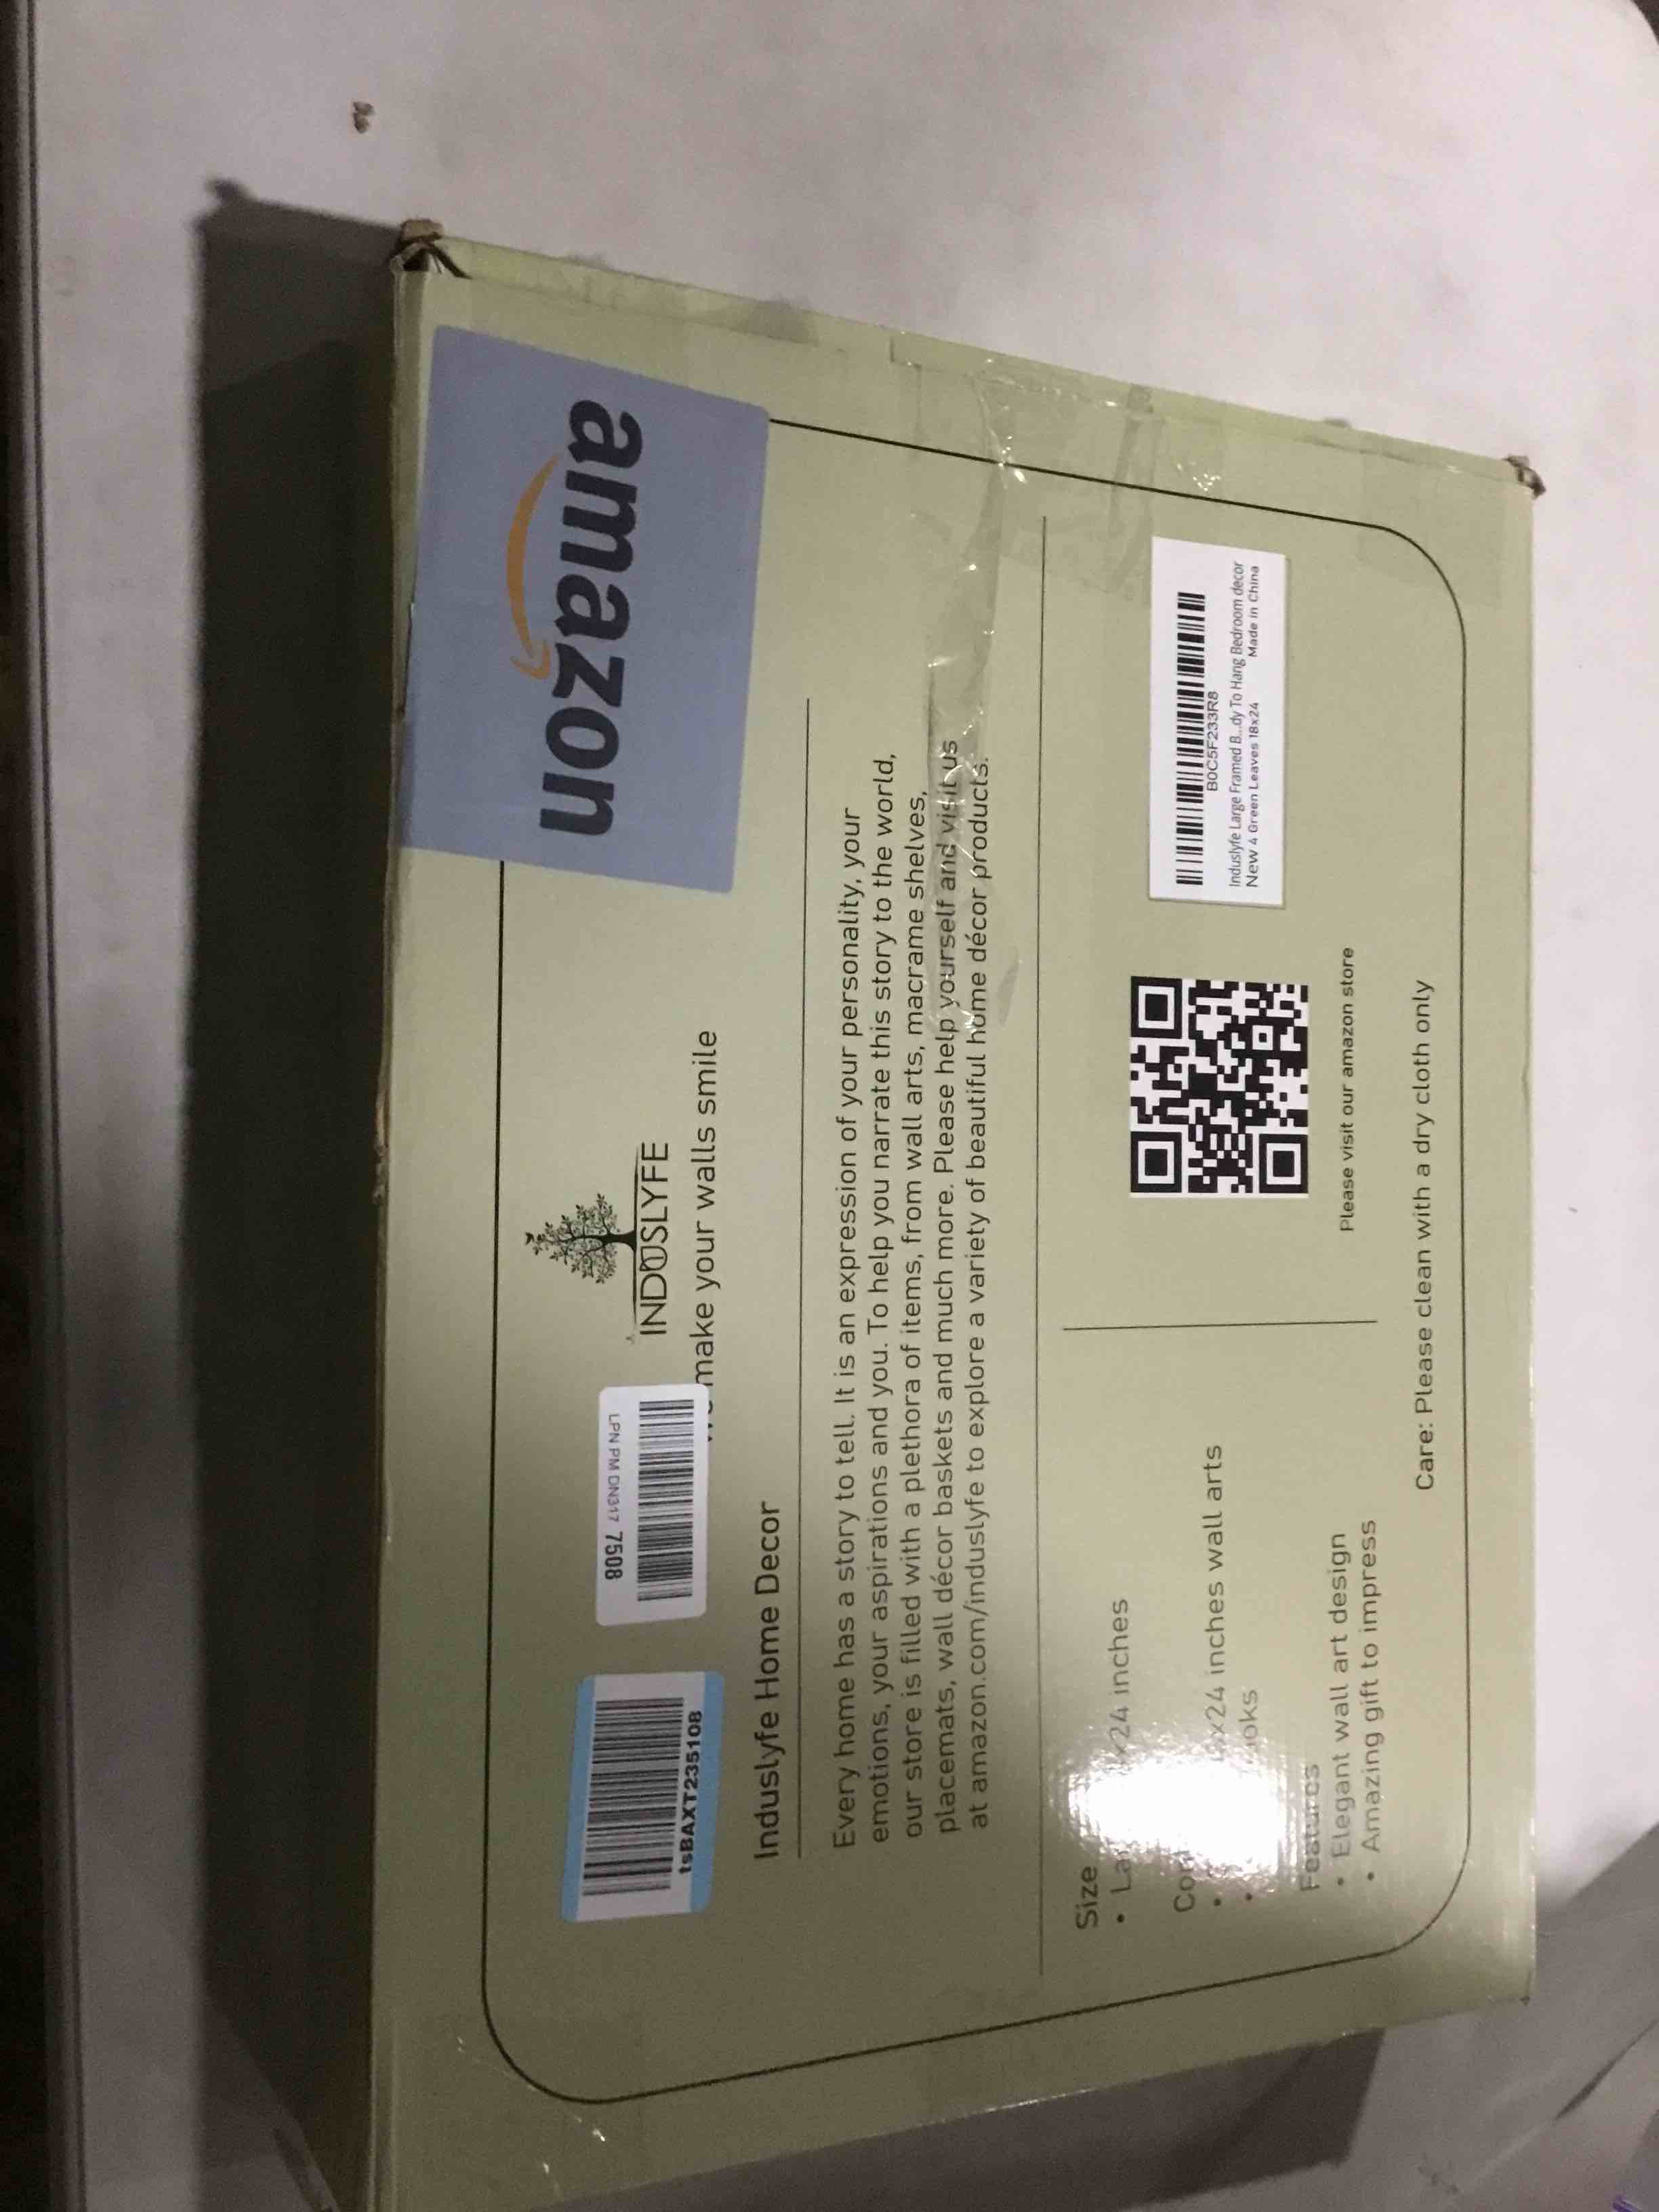 amazon
tsBAXT235108
LPN PM DN317 7508
INDUSLYFE
make your walls smile
Induslyfe Home Decor
Every home has a story to tell. It is an expression of your personality, your
emotions, your aspirations and you. To help you narrate this story to the world,
our store is filled with a plethora of items, from wall arts, macrame shelves,
placemats, wall décor baskets and much more. Please help yourself and visit us
at amazon.com/induslyfe to explore a variety of beautiful home décor products.
Size
x24 inches
x24 inches wall arts
Features
• Elegant wall art design
• Amazing gift to impress
Please visit our amazon store
B0C5F233R8
Induslyfe Large Framed B...dy To Hang Bedroom decor
New 4 Green Leaves 18x24 Made in China
Care: Please clean with a dry cloth only